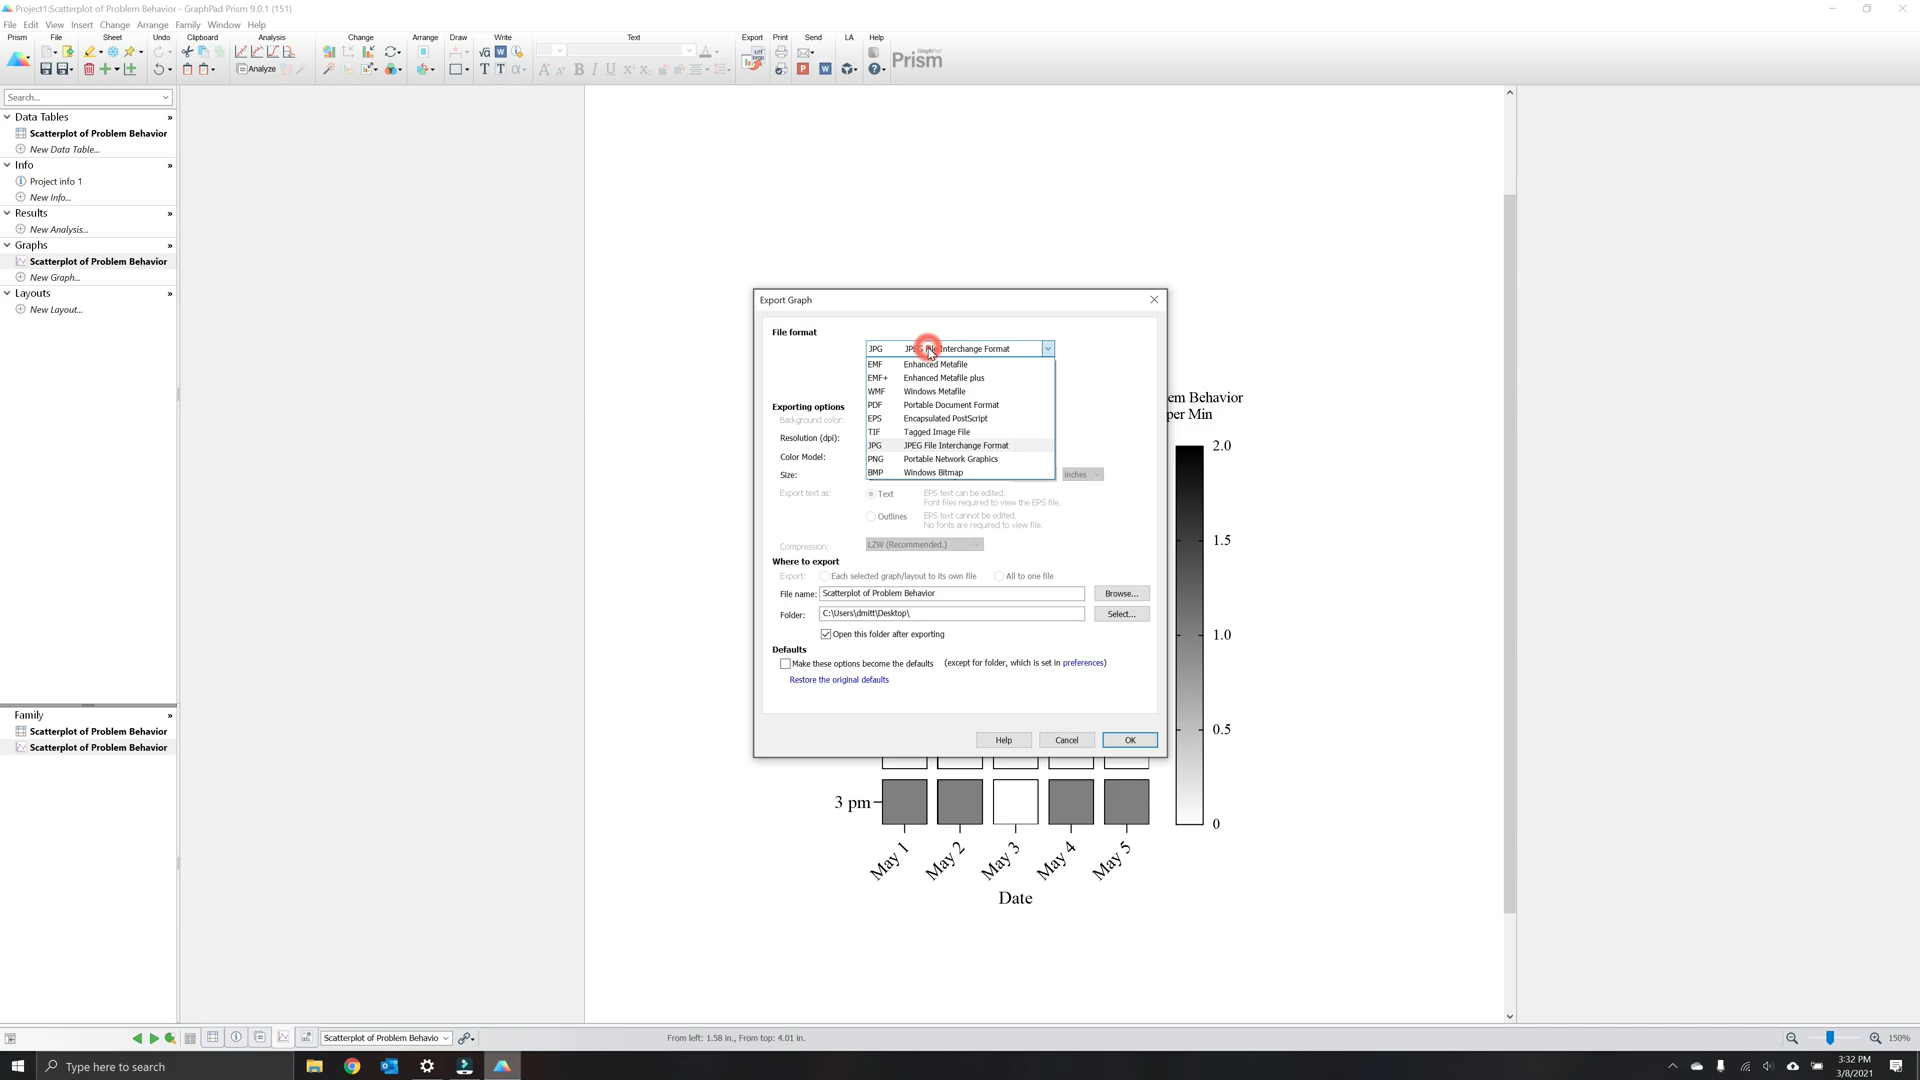 Project1:Scatterplot of Problem Behavior - GraphPad Prism 9.0.1 (151)
File Edit View Insert Change Arrange Family Window Help
Prism File Sheet Undo Clipboard Analysis Change Arrange Draw Write Text Export Print Send LA Help
Analyze
GraphPad Prism
Search...
Data Tables
Scatterplot of Problem Behavior
New Data Table...
Info
Project info 1
New Info...
Results
New Analysis...
Graphs
Scatterplot of Problem Behavior
New Graph...
Layouts
New Layout...
Family
Scatterplot of Problem Behavior
Scatterplot of Problem Behavior
Export Graph
File format
JPG JPEG File Interchange Format
EMF Enhanced Metafile
EMF+ Enhanced Metafile plus
WMF Windows Metafile
PDF Portable Document Format
EPS Encapsulated PostScript
TIF Tagged Image File
JPG JPEG File Interchange Format
PNG Portable Network Graphics
BMP Windows Bitmap
Exporting options
Background color:
Resolution (dpi):
Color Model:
Size:
inches
Export text as:
Text EPS text can be edited.
Font files required to view the EPS file.
Outlines EPS text cannot be edited.
No fonts are required to view file.
Compression: LZW (Recommended.)
Where to export
Export: Each selected graph/layout to its own file All to one file
File name: Scatterplot of Problem Behavior Browse...
Folder: C:\Users\dmitt\Desktop\ Select...
Open this folder after exporting
Defaults
Make these options become the defaults (except for folder, which is set in preferences)
Restore the original defaults
Help Cancel OK
em Behavior
per Min
2.0
1.5
1.0
0.5
0
3 pm
May 1 May 2 May 3 May 4 May 5
Date
Scatterplot of Problem Behavio
From left: 1.58 in., From top: 4.01 in.
150%
Type here to search
3:32 PM
3/8/2021